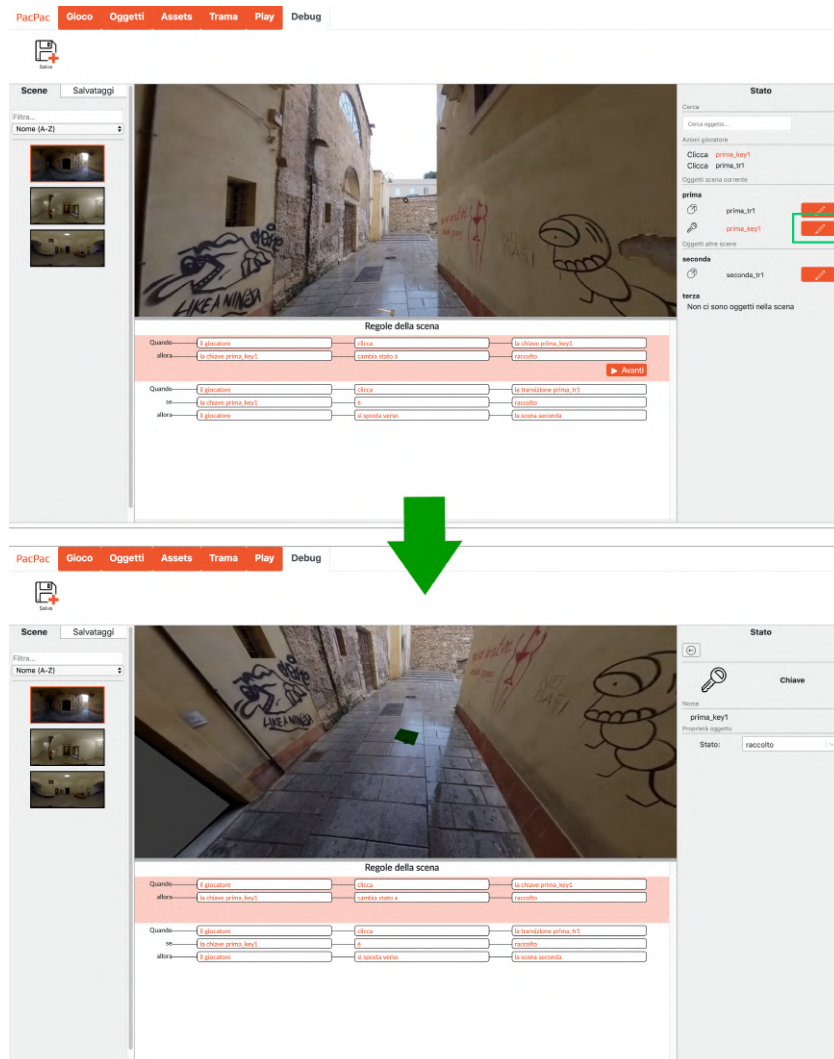 PacPac Gioco Oggetti Assets Trama Play Debug
Salva
Scene Salvataggi
Filtra...
Nome (A-Z)
LIKE A NINJA
NO
BASI
Stato
Cerca
Cerca oggetto...
Azioni giocatore
Clicca prima_key1
Clicca prima_tr1
Oggetti scena corrente
prima
prima_tr1
prima_key1
Oggetti altre scene
seconda
seconda_tr1
terza
Non ci sono oggetti nella scena
Regole della scena
Quando il giocatore clicca la chiave prima_key1
allora la chiave prima_key1 cambia stato a raccolto
Avanti
Quando il giocatore clicca la transizione prima_tr1
se la chiave prima_key1 è raccolto
allora il giocatore si sposta verso la scena seconda
PacPac Gioco Oggetti Assets Trama Play Debug
Salva
Scene Salvataggi
Filtra...
Nome (A-Z)
LIKE A NINJA
NO
BASI
Stato
Chiave
Nome
prima_key1
Proprietà oggetto
Stato: raccolto
Regole della scena
Quando il giocatore clicca la chiave prima_key1
allora la chiave prima_key1 cambia stato a raccolto
Quando il giocatore clicca la transizione prima_tr1
se la chiave prima_key1 è raccolto
allora il giocatore si sposta verso la scena seconda